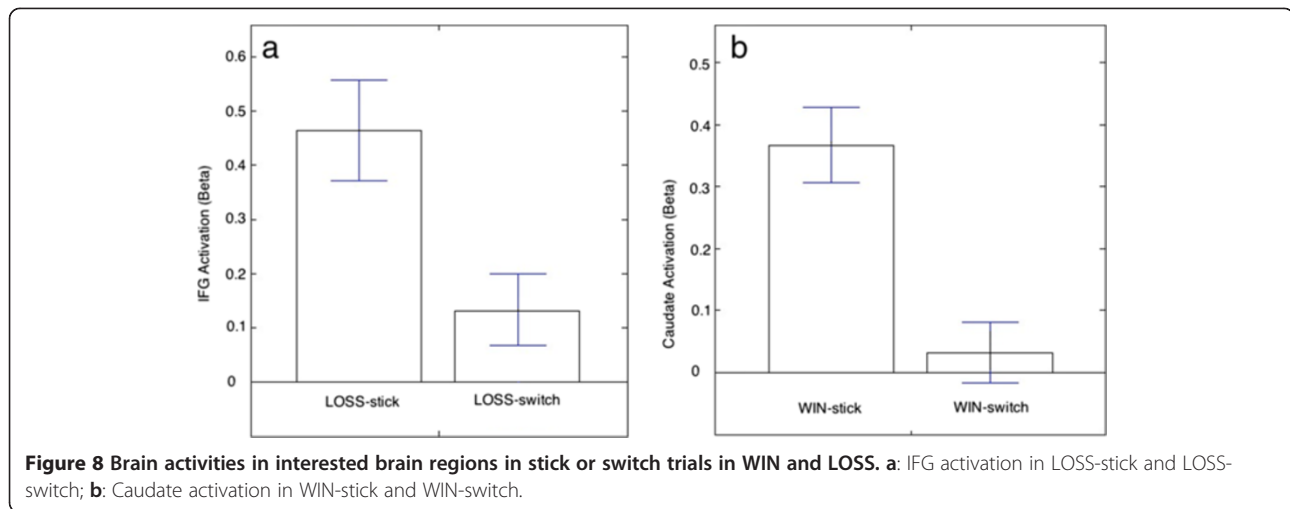 a
0.6
0.5
0.4
0.3
0.2
0.1
0
IFG Activation (Beta)
LOSS-stick LOSS-switch
b
0.5
0.4
0.3
0.2
0.1
0
Caudate Activation (Beta)
WIN-stick WIN-switch
Figure 8 Brain activities in interested brain regions in stick or switch trials in WIN and LOSS. a: IFG activation in LOSS-stick and LOSS-
switch; b: Caudate activation in WIN-stick and WIN-switch.